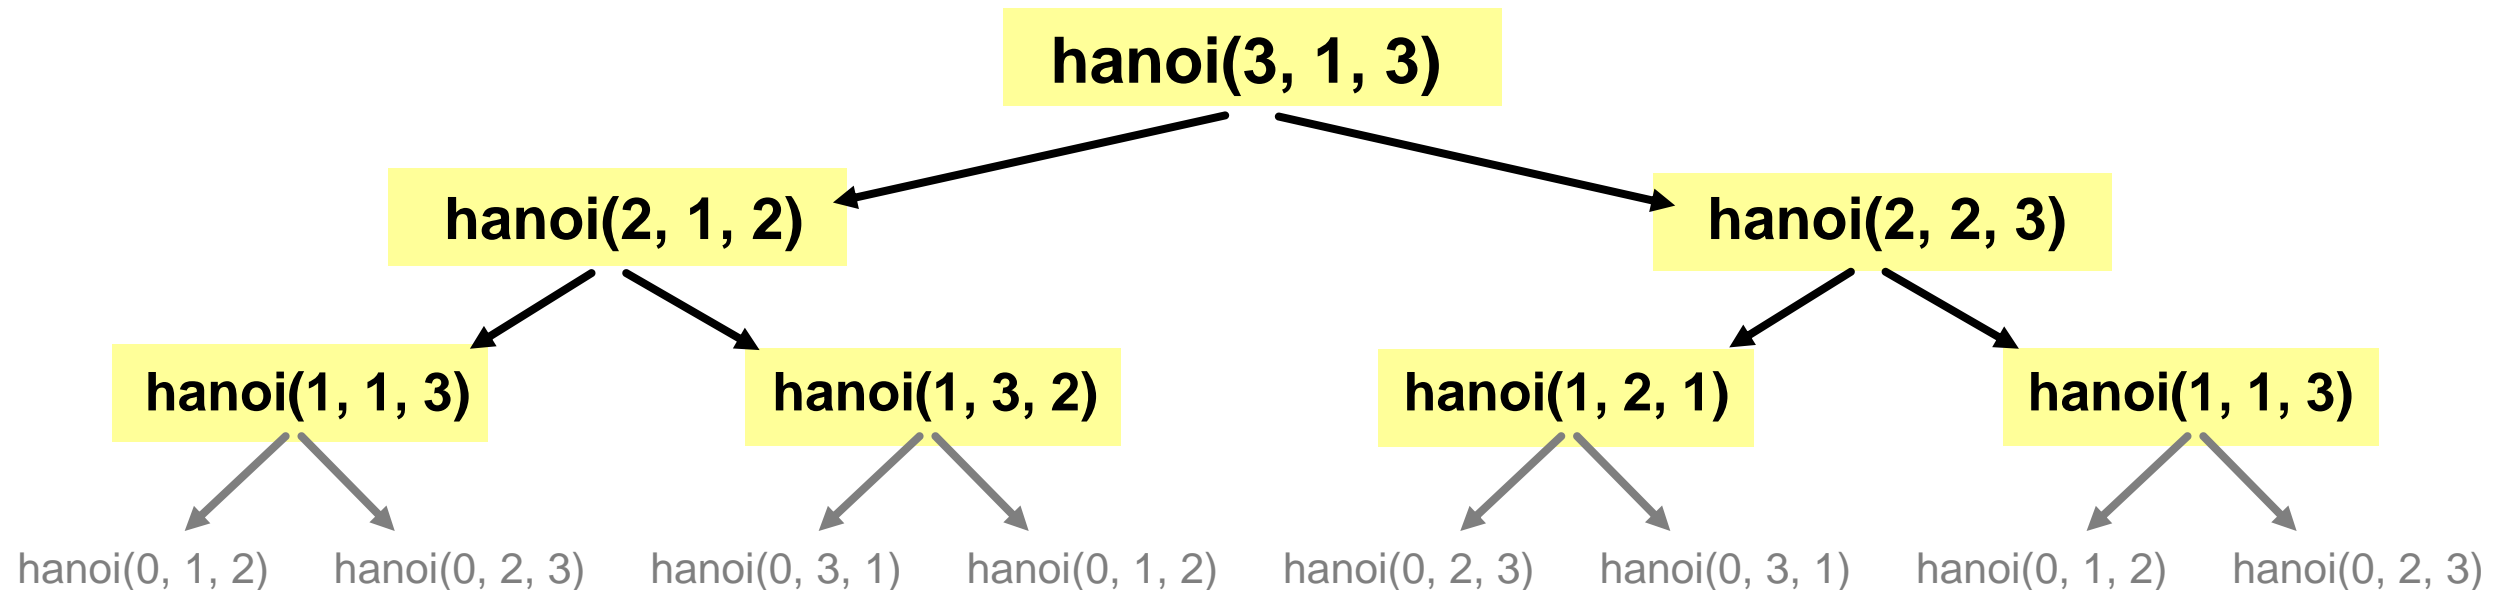 hanoi(3, 1, 3)
hanoi(2, 1, 2)
hanoi(2, 2, 3)
hanoi(1, 1, 3)
hanoi(1, 3, 2)
hanoi(1, 2, 1)
hanoi(1, 1, 3)
hanoi(0, 1, 2)
hanoi(0, 2, 3)
hanoi(0, 3, 1)
hanoi(0, 1, 2)
hanoi(0, 2, 3)
hanoi(0, 3, 1)
hanoi(0, 1, 2)
hanoi(0, 2, 3)